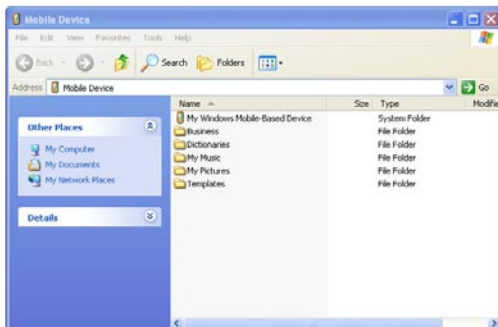 Mobile Device
File Edit View Favorites Tools Help
Back Search Folders
Address Mobile Device Go
Name Size Type Modifie
Other Places
My Computer
My Documents
My Network Places
Details
My Windows Mobile-Based Device System Folder
Business File Folder
Dictionaries File Folder
My Music File Folder
My Pictures File Folder
Templates File Folder